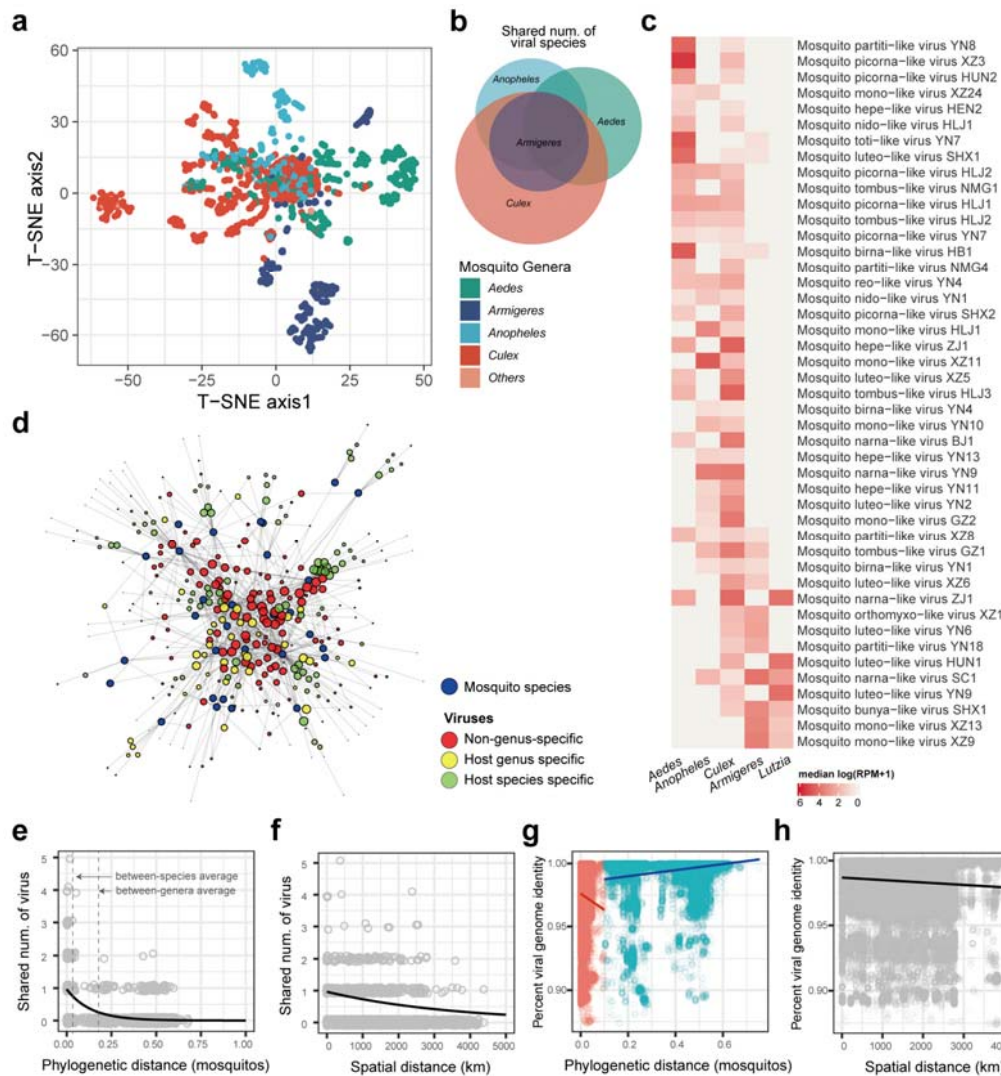 a
60
30
0
−30
−60
T−SNE axis2
−50
−25
0
25
50
T−SNE axis1
b
Shared num. of
viral species
Anopheles
Aedes
Armigeres
Culex
Mosquito Genera
Aedes
Armigeres
Anopheles
Culex
Others
c
Mosquito partiti−like virus YN8
Mosquito picorna−like virus XZ3
Mosquito picorna−like virus HUN2
Mosquito mono−like virus XZ24
Mosquito hepe−like virus HEN2
Mosquito nido−like virus HLJ1
Mosquito toti−like virus YN7
Mosquito luteo−like virus SHX1
Mosquito picorna−like virus HLJ2
Mosquito tombus−like virus NMG1
Mosquito picorna−like virus HLJ1
Mosquito tombus−like virus HLJ2
Mosquito picorna−like virus YN7
Mosquito birna−like virus HB1
Mosquito partiti−like virus NMG4
Mosquito reo−like virus YN4
Mosquito nido−like virus YN1
Mosquito picorna−like virus SHX2
Mosquito mono−like virus HLJ1
Mosquito hepe−like virus ZJ1
Mosquito mono−like virus XZ11
Mosquito luteo−like virus XZ5
Mosquito tombus−like virus HLJ3
Mosquito birna−like virus YN4
Mosquito mono−like virus YN10
Mosquito narna−like virus BJ1
Mosquito hepe−like virus YN13
Mosquito narna−like virus YN9
Mosquito hepe−like virus YN11
Mosquito luteo−like virus YN2
Mosquito mono−like virus GZ2
Mosquito partiti−like virus XZ8
Mosquito tombus−like virus GZ1
Mosquito birna−like virus YN1
Mosquito luteo−like virus XZ6
Mosquito narna−like virus ZJ1
Mosquito orthomyxo−like virus XZ1
Mosquito luteo−like virus YN6
Mosquito partiti−like virus YN18
Mosquito luteo−like virus HUN1
Mosquito narna−like virus SC1
Mosquito luteo−like virus YN9
Mosquito bunya−like virus SHX1
Mosquito mono−like virus XZ13
Mosquito mono−like virus XZ9
Aedes
Anopheles
Culex
Armigeres
Lutzia
median log(RPM+1)
6 4 2 0
d
Mosquito species
Viruses
Non-genus-specific
Host genus specific
Host species specific
e
Shared num. of virus
5
4
3
2
1
0
between-species average
between-genera average
0.0 0.2 0.4 0.6 0.8
Phylogenetic distance (mosquitos)
f
Shared num. of virus
5
4
3
2
1
0
0 1000 2000 3000 4000 5000
Spatial distance (km)
g
Percent viral genome identity
1.00
0.95
0.90
0.0 0.2 0.4 0.6
Phylogenetic distance (mosquitos)
h
Percent viral genome identity
1.00
0.95
0.90
0 1000 2000 3000
Spatial distance (km